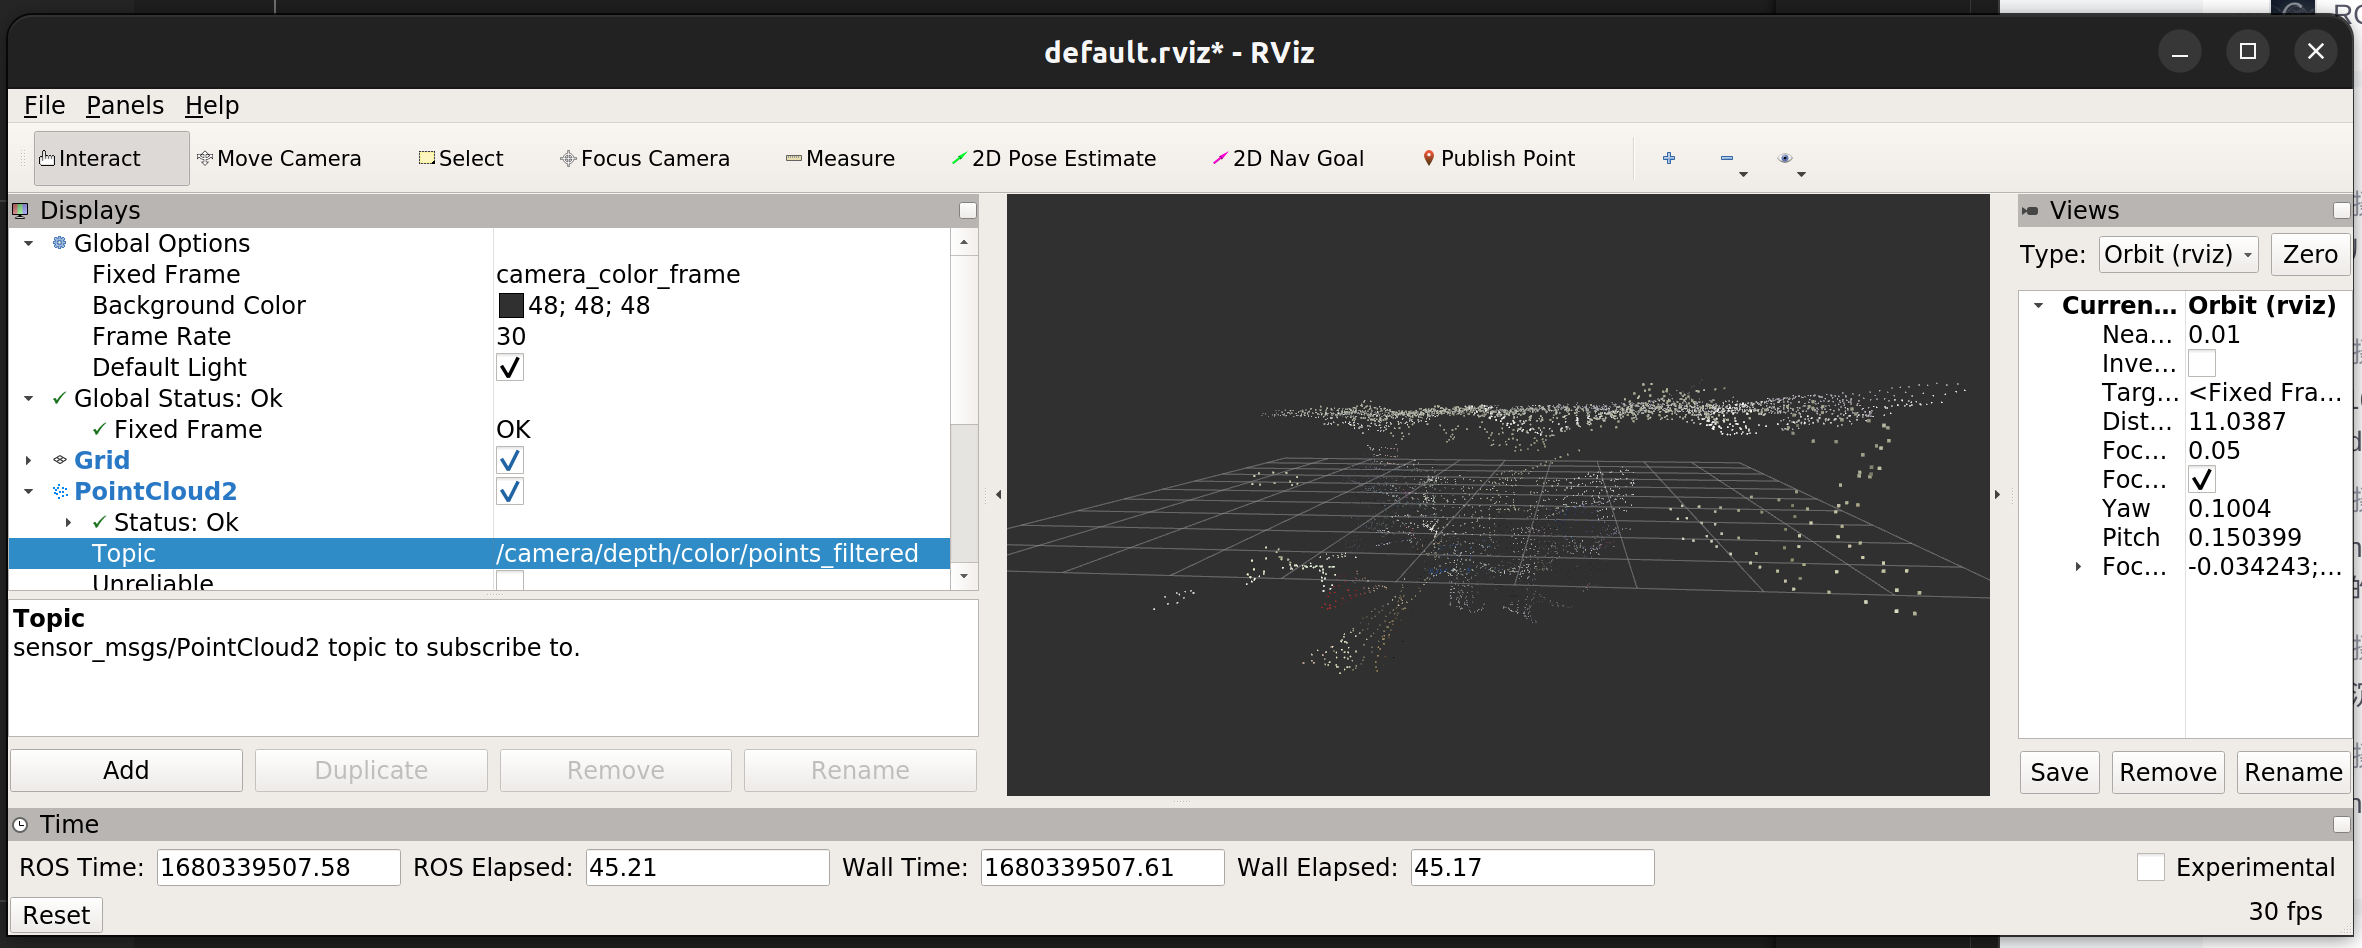 default.rviz* - RViz
File Panels Help
Interact Move Camera Select Focus Camera Measure 2D Pose Estimate 2D Nav Goal Publish Point
Displays
Global Options
Fixed Frame camera_color_frame
Background Color 48; 48; 48
Frame Rate 30
Default Light
Global Status: Ok
Fixed Frame OK
Grid
PointCloud2
Status: Ok
Topic /camera/depth/color/points_filtered
Unreliable
Topic
sensor_msgs/PointCloud2 topic to subscribe to.
Add Duplicate Remove Rename
Views
Type: Orbit (rviz) Zero
Curren... Orbit (rviz)
Nea... 0.01
Inve...
Targ... <Fixed Fra...
Dist... 11.0387
Foc... 0.05
Foc...
Yaw 0.1004
Pitch 0.150399
Foc... -0.034243;...
Save Remove Rename
Time
ROS Time: 1680339507.58 ROS Elapsed: 45.21 Wall Time: 1680339507.61 Wall Elapsed: 45.17 Experimental
Reset 30 fps